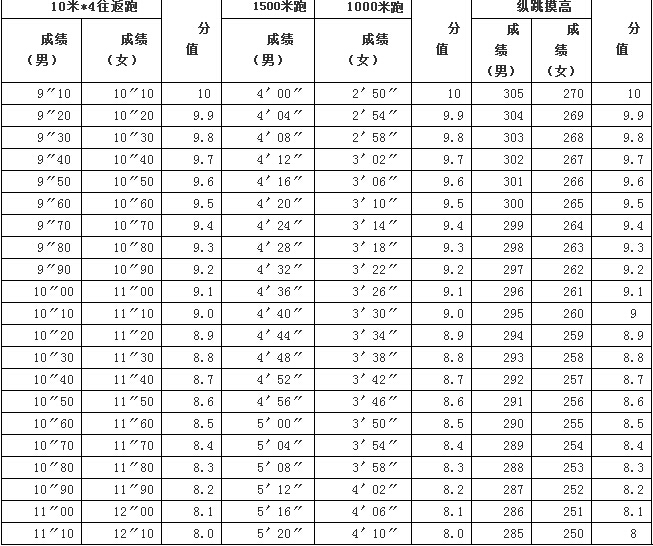 10米*4往返跑 分值 1500米跑 1000米跑 分值 纵跳摸高 分值
成绩（男） 成绩（女） 成绩（男） 成绩（女） 成绩（男） 成绩（女）
9″10 10″10 10 4′00″ 2′50″ 10 305 270 10
9″20 10″20 9.9 4′04″ 2′54″ 9.9 304 269 9.9
9″30 10″30 9.8 4′08″ 2′58″ 9.8 303 268 9.8
9″40 10″40 9.7 4′12″ 3′02″ 9.7 302 267 9.7
9″50 10″50 9.6 4′16″ 3′06″ 9.6 301 266 9.6
9″60 10″60 9.5 4′20″ 3′10″ 9.5 300 265 9.5
9″70 10″70 9.4 4′24″ 3′14″ 9.4 299 264 9.4
9″80 10″80 9.3 4′28″ 3′18″ 9.3 298 263 9.3
9″90 10″90 9.2 4′32″ 3′22″ 9.2 297 262 9.2
10″00 11″00 9.1 4′36″ 3′26″ 9.1 296 261 9.1
10″10 11″10 9.0 4′40″ 3′30″ 9.0 295 260 9
10″20 11″20 8.9 4′44″ 3′34″ 8.9 294 259 8.9
10″30 11″30 8.8 4′48″ 3′38″ 8.8 293 258 8.8
10″40 11″40 8.7 4′52″ 3′42″ 8.7 292 257 8.7
10″50 11″50 8.6 4′56″ 3′46″ 8.6 291 256 8.6
10″60 11″60 8.5 5′00″ 3′50″ 8.5 290 255 8.5
10″70 11″70 8.4 5′04″ 3′54″ 8.4 289 254 8.4
10″80 11″80 8.3 5′08″ 3′58″ 8.3 288 253 8.3
10″90 11″90 8.2 5′12″ 4′02″ 8.2 287 252 8.2
11″00 12″00 8.1 5′16″ 4′06″ 8.1 286 251 8.1
11″10 12″10 8.0 5′20″ 4′10″ 8.0 285 250 8